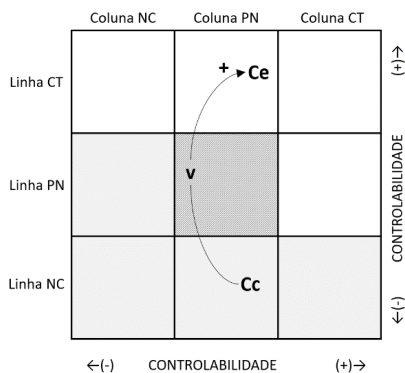 Coluna NC Coluna PN Coluna CT
Linha CT
+ Ce
(+)→
Linha PN
v
CONTROLABILIDADE
Linha NC
Cc
←(-)
←(-) CONTROLABILIDADE (+)→